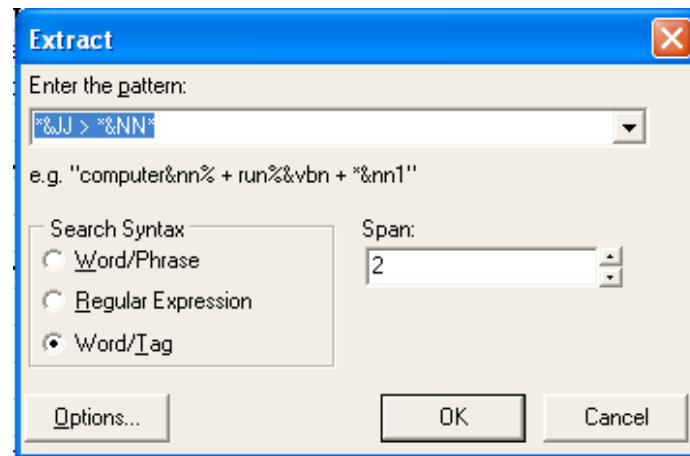 Extract
Enter the pattern:
*&JJ > *&NN*
e.g. "computer&nn% + run%&vbn + *&nn1"
Search Syntax
Span:
Word/Phrase
2
Regular Expression
Word/Tag
Options...
OK
Cancel